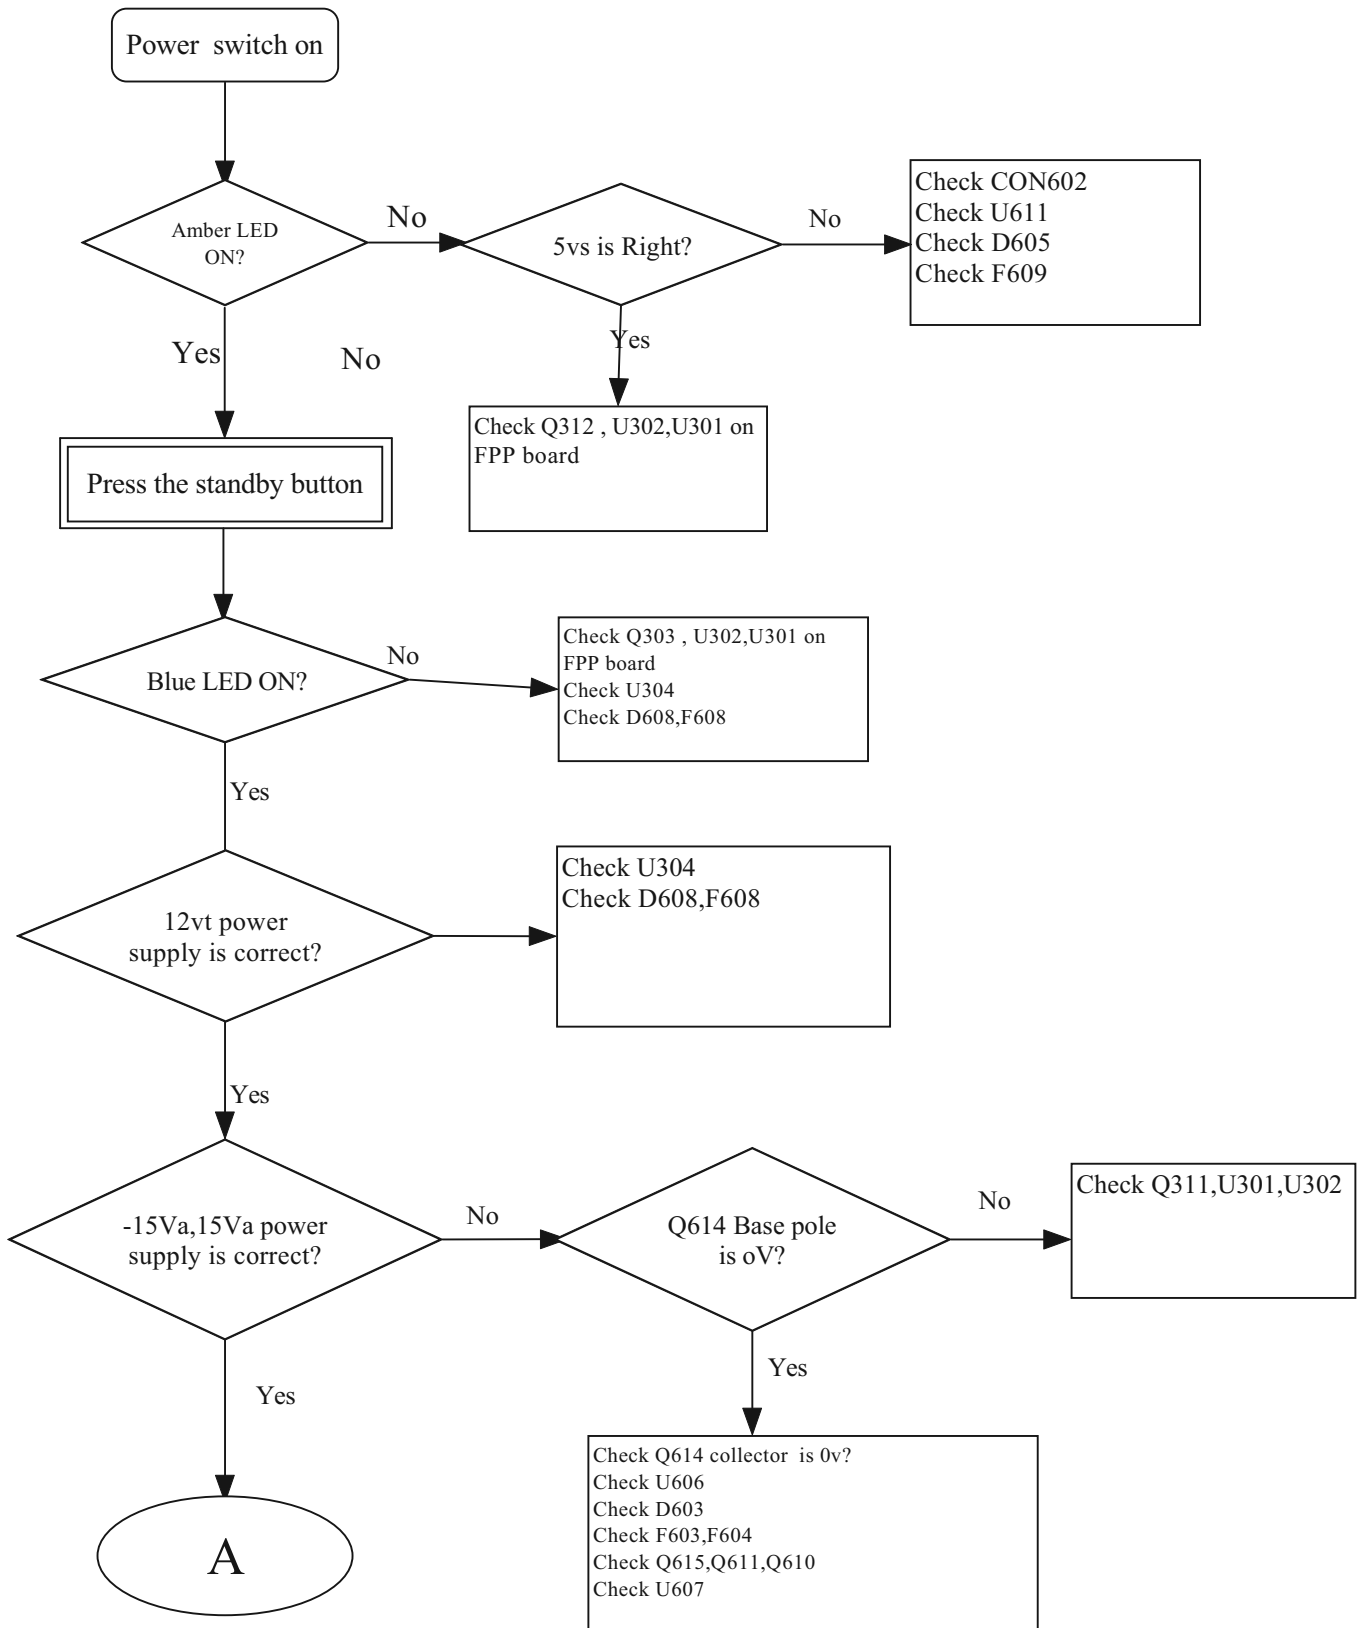 Power switch on
Amber LED
ON?
No
5vs is Right?
No
Check CON602
Check U611
Check D605
Check F609
Yes
No
Yes
Check Q312 , U302,U301 on
FPP board
Press the standby button
Blue LED ON?
No
Check Q303 , U302,U301 on
FPP board
Check U304
Check D608,F608
Yes
12vt power
supply is correct?
Check U304
Check D608,F608
Yes
-15Va,15Va power
supply is correct?
No
Q614 Base pole
is oV?
No
Check Q311,U301,U302
Yes
Yes
Check Q614 collector is 0v?
Check U606
Check D603
Check F603,F604
Check Q615,Q611,Q610
Check U607
A